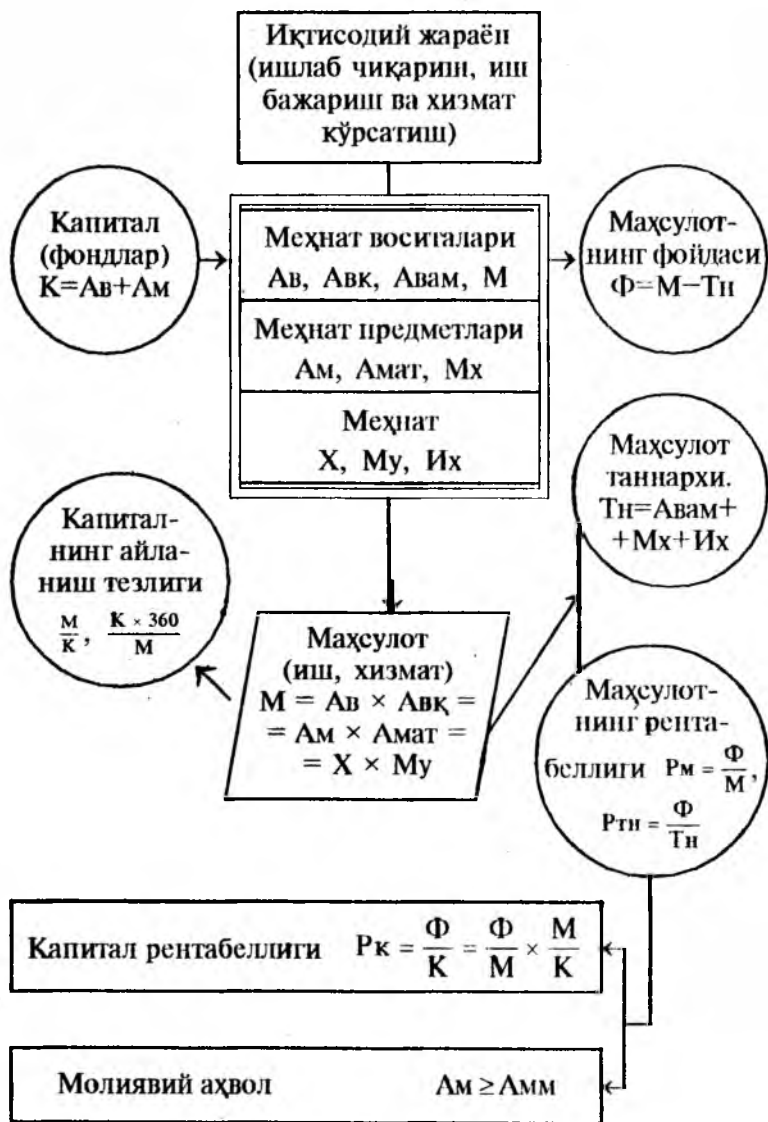 Иқтисодий жараён
(ишлаб чиқариш, иш
бажариш ва хизмат
кўрсатиш)
Капитал
(фондлар)
К=Ав+Ам
Меҳнат воситалари
Ав, Авк, Авам, М
Меҳнат предметлари
Ам, Амат, Мх
Меҳнат
Х, Му, Их
Маҳсулот-
нинг фойдаси
Ф=М−Тн
Маҳсулот
таннархи.
Тн=Авам+
+Мх+Их
Капитал-
нинг айла-
ниш тезлиги
М/К, К × 360/М
Маҳсулот
(иш, хизмат)
М = Ав × Авқ =
= Ам × Амат =
= Х × Му
Маҳсулот-
нинг рента-
беллиги Рм = Ф/М,
Ртн = Ф/Тн
Капитал рентабеллиги Рк = Ф/К = Ф/М × М/К
Молиявий аҳвол Ам ≥ Амм